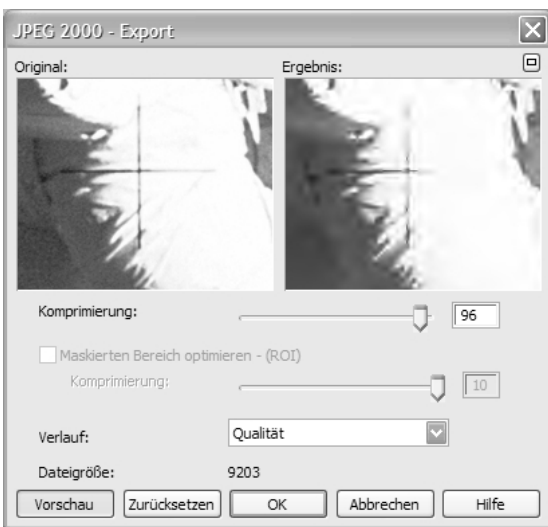 JPEG 2000 - Export
Original: Ergebnis:
Komprimierung: 96
Maskierten Bereich optimieren - (ROI)
Komprimierung: 10
Verlauf: Qualität
Dateigröße: 9203
Vorschau Zurücksetzen OK Abbrechen Hilfe